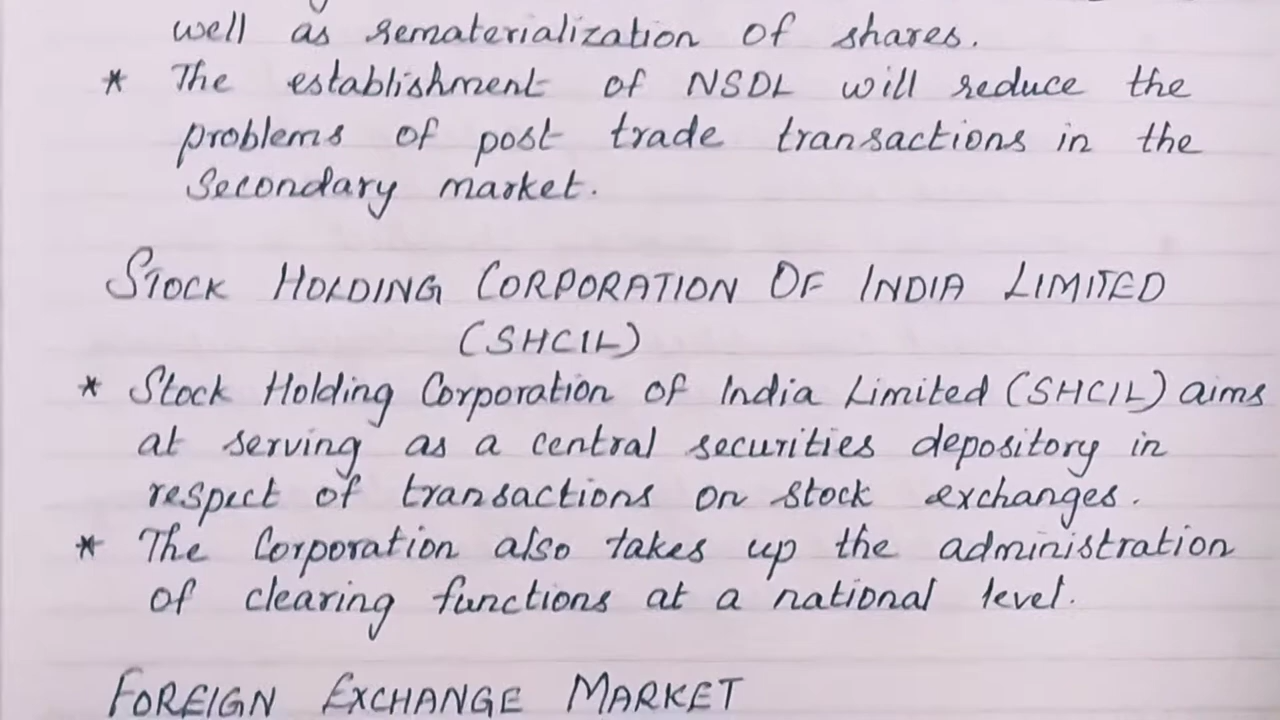 well as rematerialization of shares.
* The establishment of NSDL will reduce the
problems of post trade transactions in the
Secondary market.
STOCK HOLDING CORPORATION OF INDIA LIMITED
(SHCIL)
* Stock Holding Corporation of India Limited (SHCIL) aims
at serving as a central securities depository in
respect of transactions on stock exchanges.
* The Corporation also takes up the administration
of clearing functions at a national level.
FOREIGN EXCHANGE MARKET